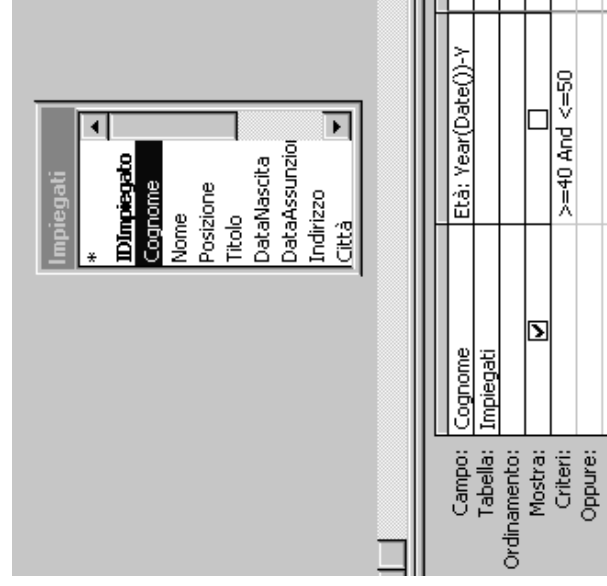 Impiegati
*
IDImpiegato
Cognome
Nome
Posizione
Titolo
DataNascita
DataAssunzion
Indirizzo
Città
Campo: Cognome Età: Year(Date())-Y
Tabella: Impiegati
Ordinamento:
Mostra:
Criteri: >=40 And <=50
Oppure: